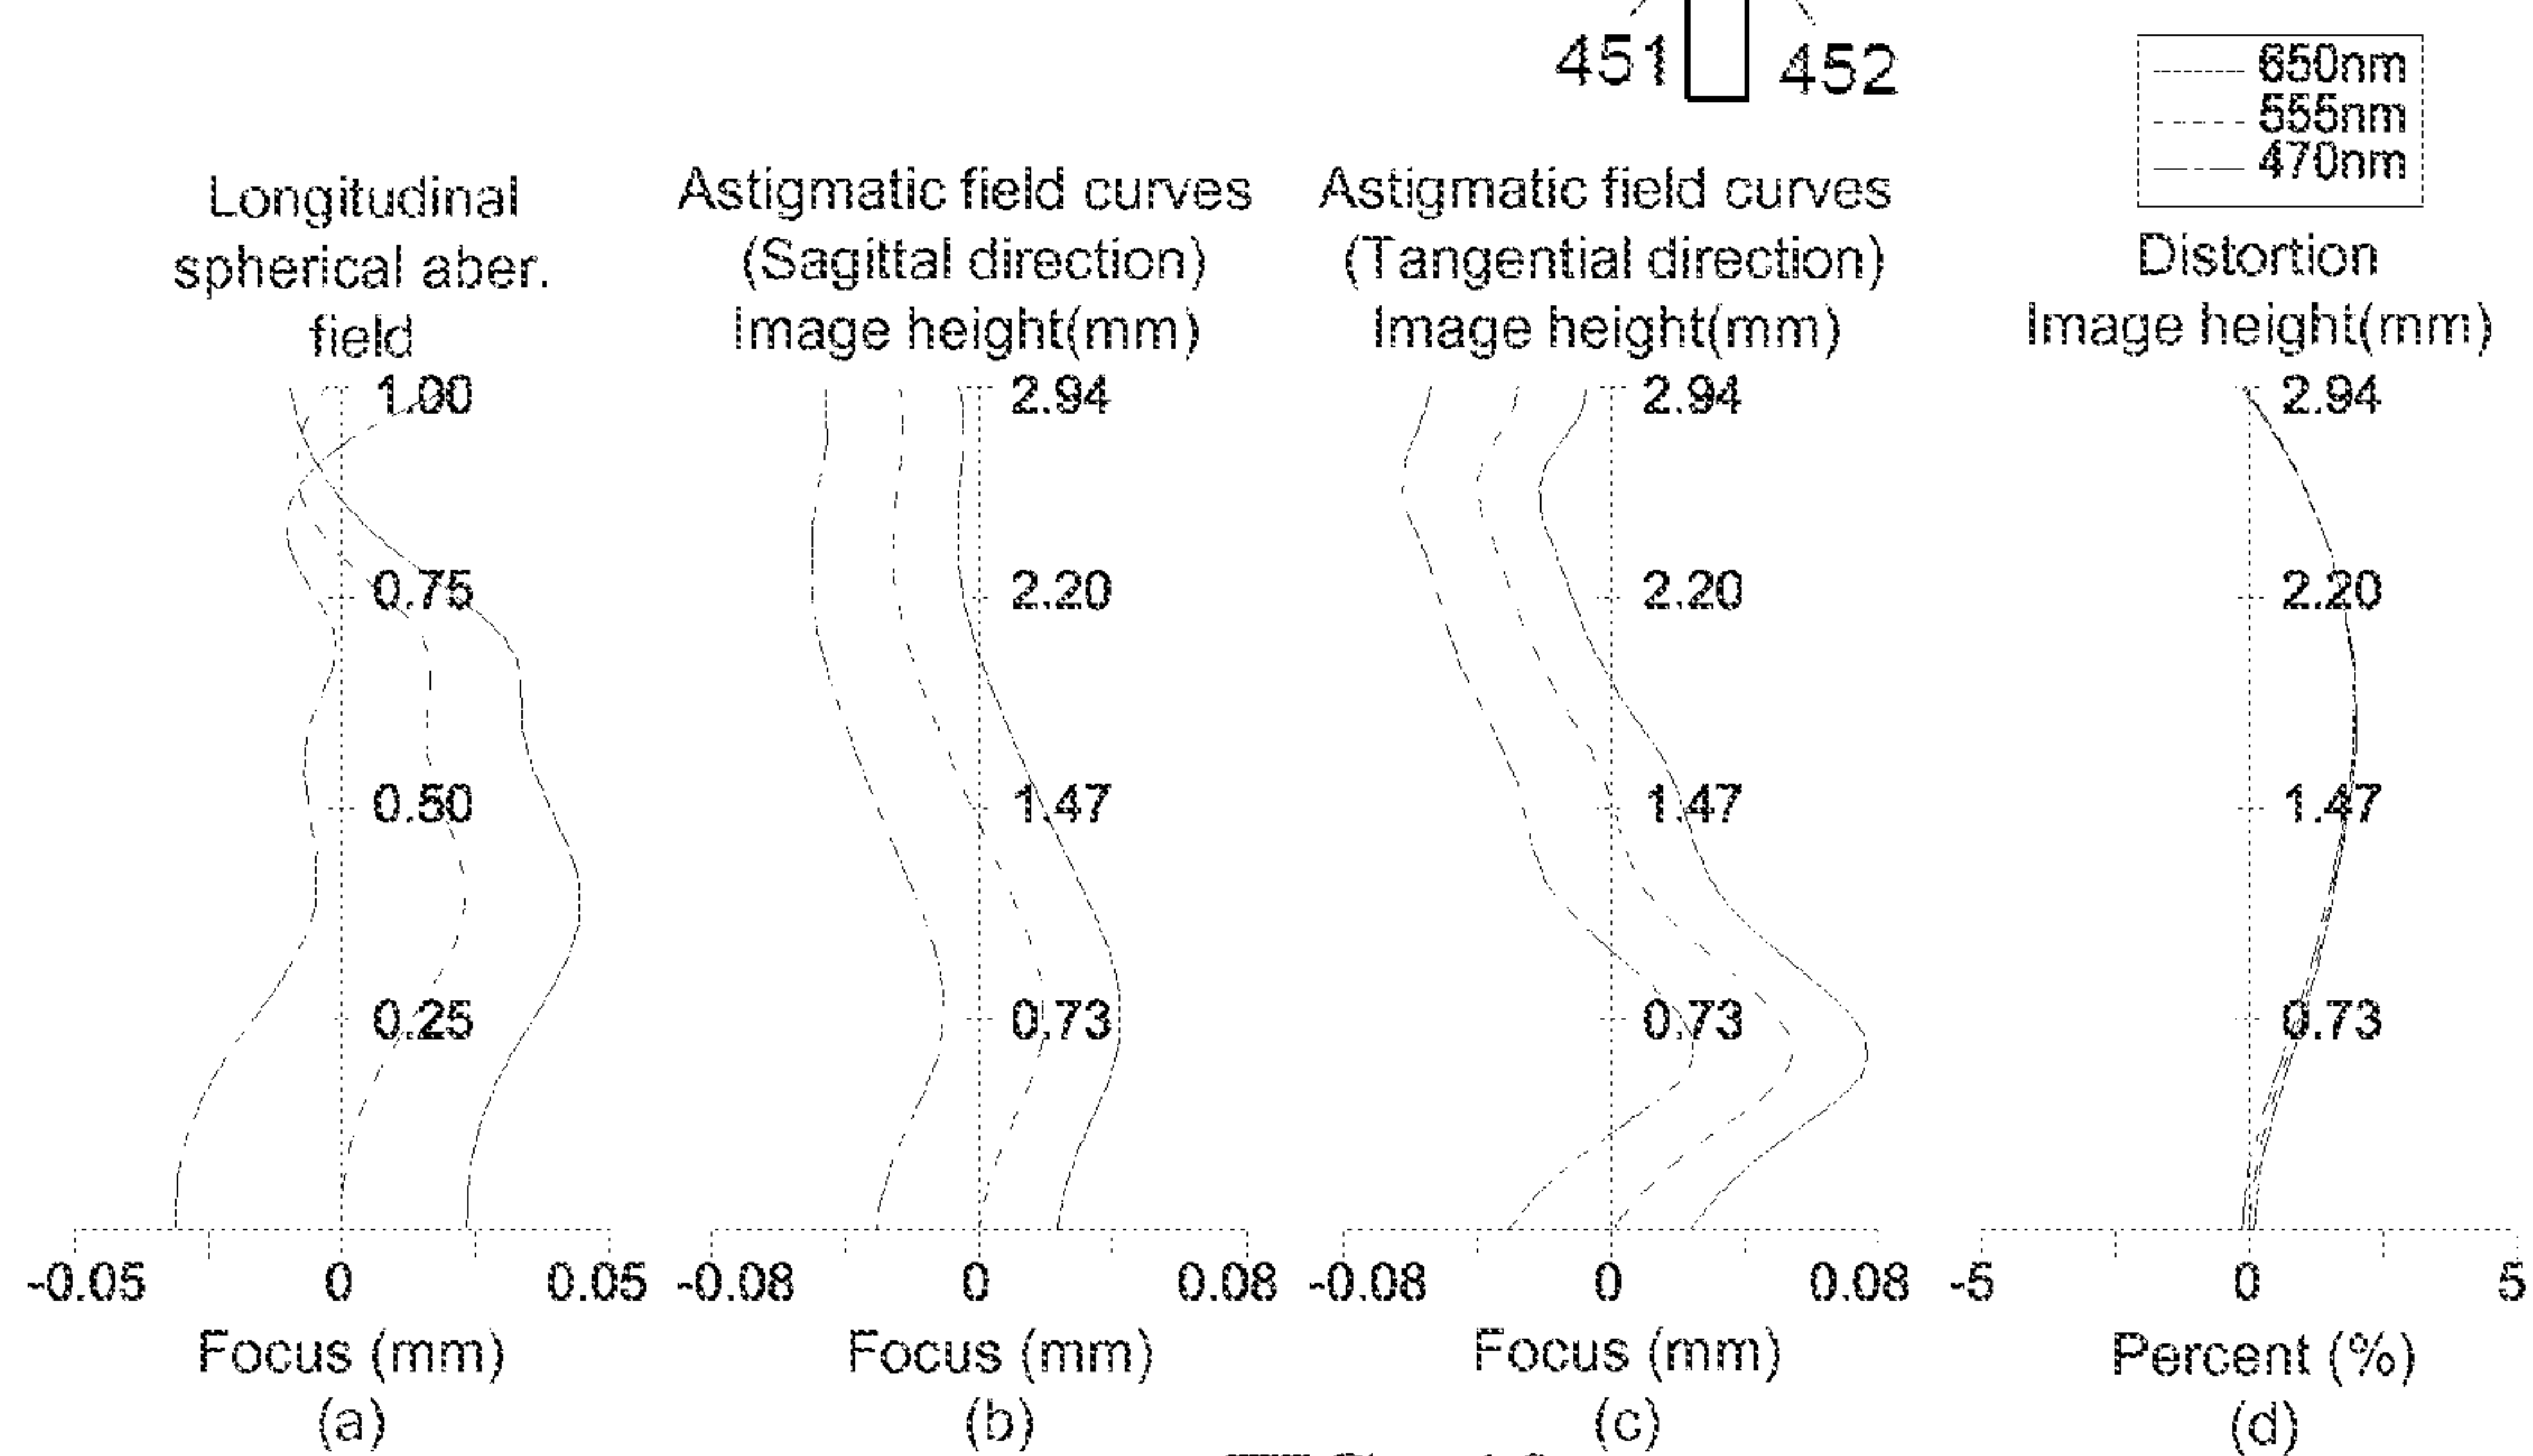 451 452
650nm
555nm
470nm
Longitudinal
spherical aber.
field
1.00
0.75
0.50
0.25
-0.05 0 0.05
Focus (mm)
(a)
Astigmatic field curves
(Sagittal direction)
Image height(mm)
2.94
2.20
1.47
0.73
-0.08 0 0.08
Focus (mm)
(b)
Astigmatic field curves
(Tangential direction)
Image height(mm)
2.94
2.20
1.47
0.73
-0.08 0 0.08
Focus (mm)
(c)
Distortion
Image height(mm)
2.94
2.20
1.47
0.73
-5 0 5
Percent (%)
(d)